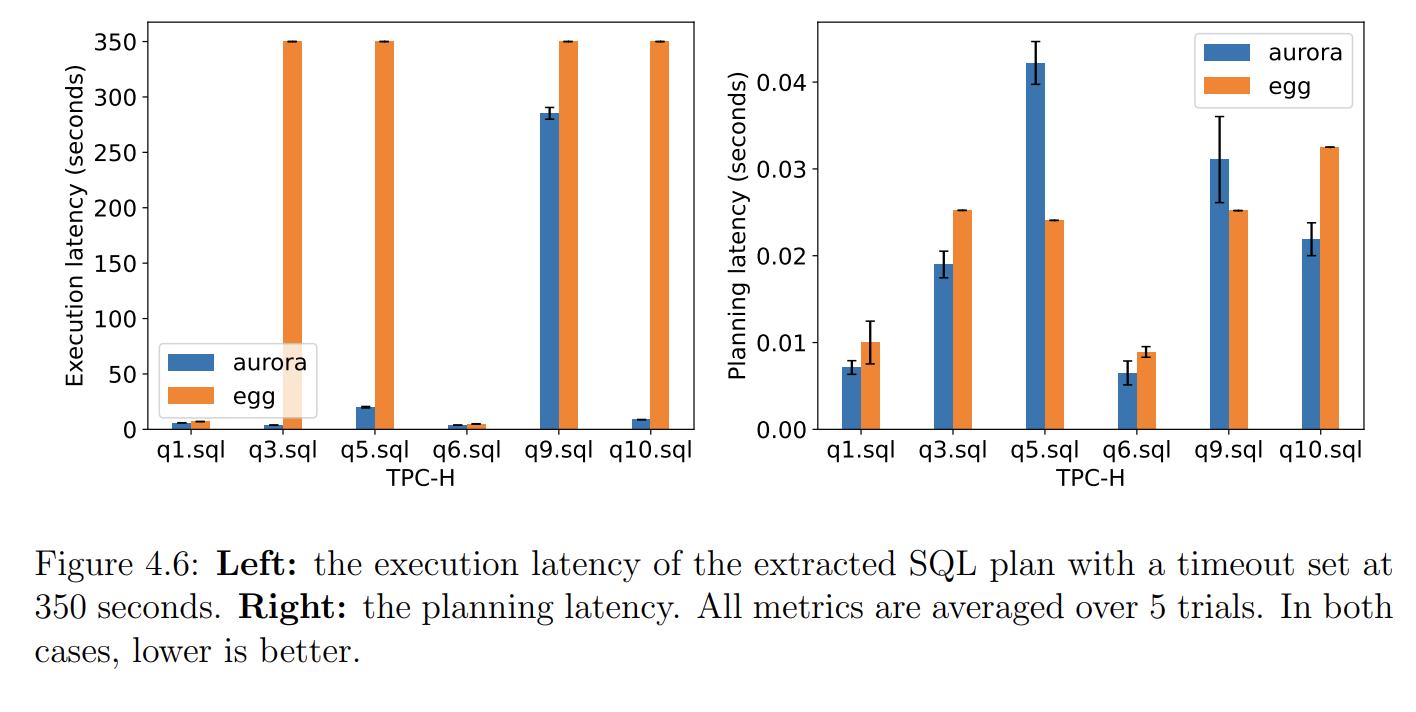 350
300
250
200
150
100
50
0
Execution latency (seconds)
aurora
egg
q1.sql q3.sql q5.sql q6.sql q9.sql q10.sql
TPC-H
0.04
0.03
0.02
0.01
0.00
Planning latency (seconds)
aurora
egg
q1.sql q3.sql q5.sql q6.sql q9.sql q10.sql
TPC-H
Figure 4.6: Left: the execution latency of the extracted SQL plan with a timeout set at
350 seconds. Right: the planning latency. All metrics are averaged over 5 trials. In both
cases, lower is better.